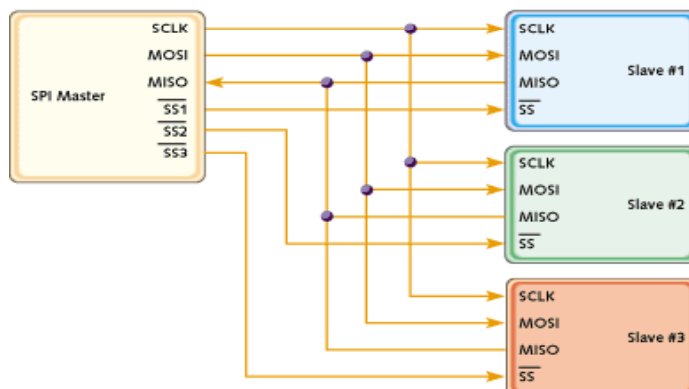 SPI Master
SCLK
MOSI
MISO
SS1
SS2
SS3
SCLK
MOSI
MISO
SS
Slave #1
SCLK
MOSI
MISO
SS
Slave #2
SCLK
MOSI
MISO
SS
Slave #3